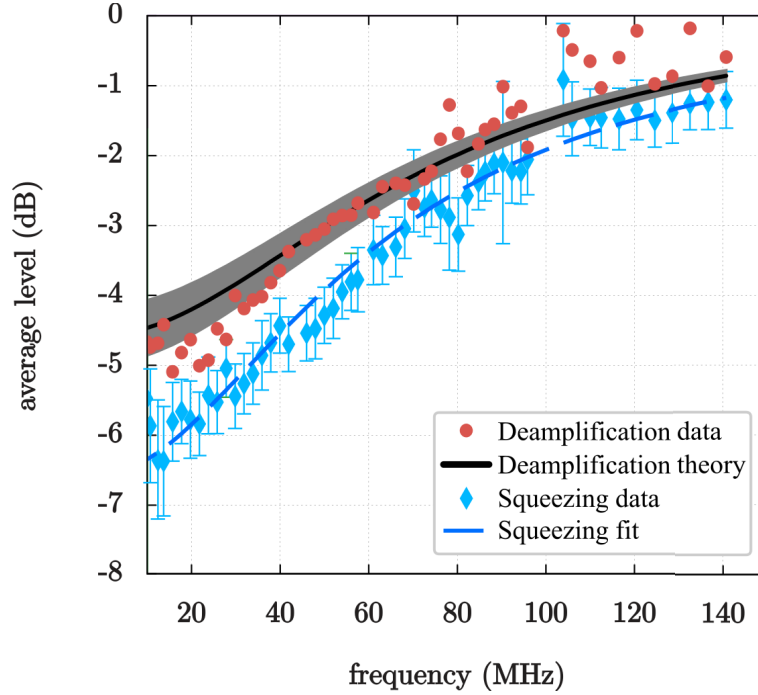 0
-1
-2
-3
-4
-5
-6
-7
-8
average level (dB)
Deamplification data
Deamplification theory
Squeezing data
Squeezing fit
20 40 60 80 100 120 140
frequency (MHz)